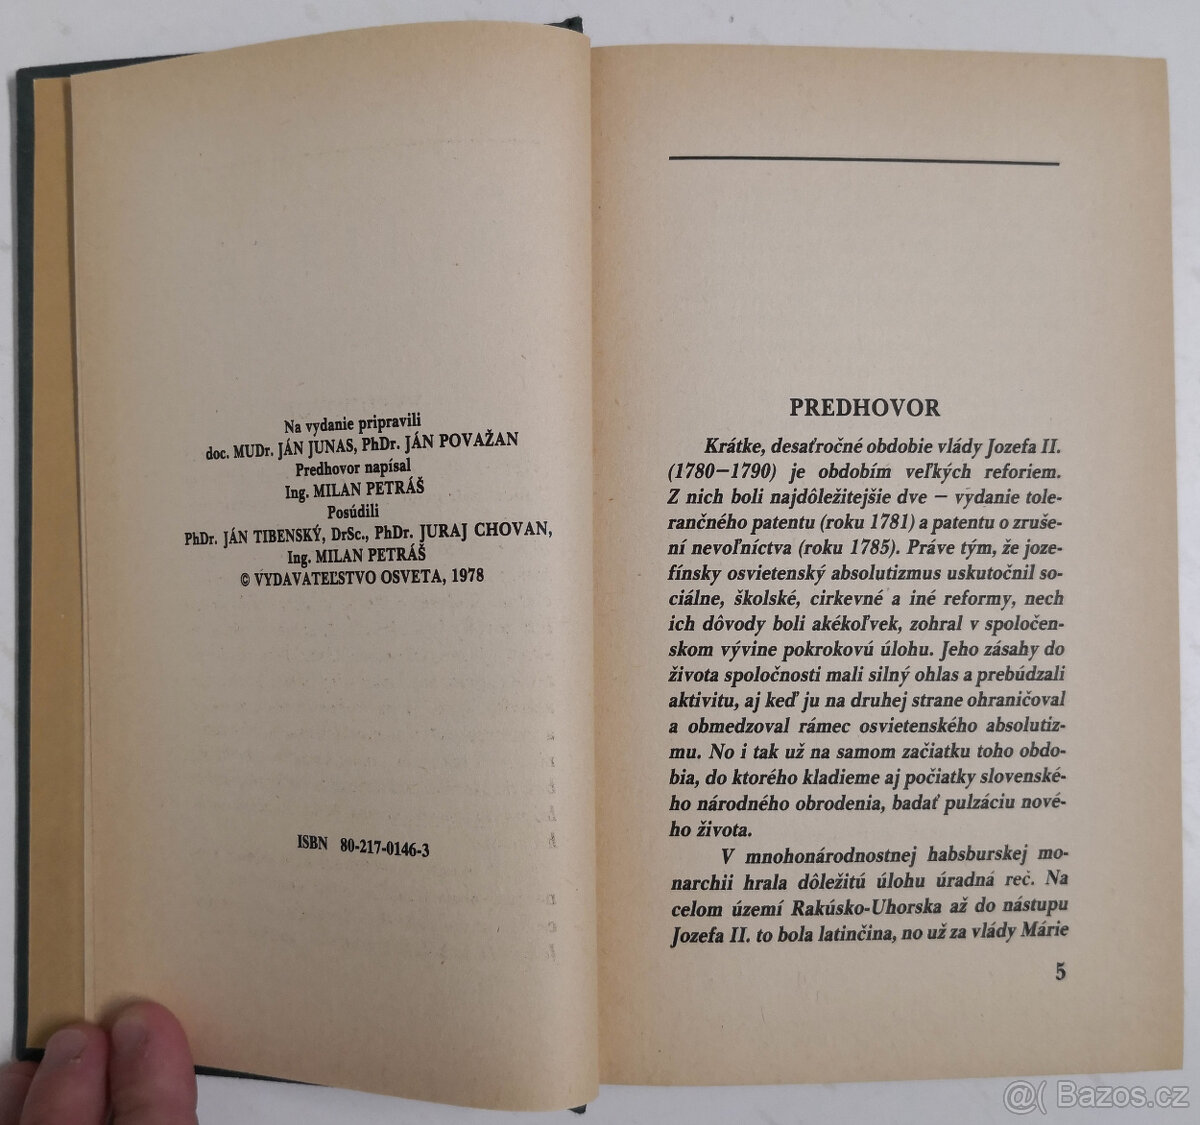 Na vydanie pripravili
doc. MUDr. JÁN JUNAS, PhDr. JÁN POVAŽAN
Predhovor napísal
Ing. MILAN PETRÁŠ
Posúdili
PhDr. JÁN TIBENSKÝ, DrSc., PhDr. JURAJ CHOVAN,
Ing. MILAN PETRÁŠ
© VYDAVATEĽSTVO OSVETA, 1978
ISBN 80-217-0146-3
PREDHOVOR
Krátke, desaťročné obdobie vlády Jozefa II.
(1780—1790) je obdobím veľkých reforiem.
Z nich boli najdôležitejšie dve — vydanie tole-
rančného patentu (roku 1781) a patentu o zruše-
ní nevoľníctva (roku 1785). Práve tým, že joze-
fínsky osvietenský absolutizmus uskutočnil so-
ciálne, školské, cirkevné a iné reformy, nech
ich dôvody boli akékoľvek, zohral v spoločen-
skom vývine pokrokovú úlohu. Jeho zásahy do
života spoločnosti mali silný ohlas a prebúdzali
aktivitu, aj keď ju na druhej strane ohraničoval
a obmedzoval rámec osvietenského absolutiz-
mu. No i tak už na samom začiatku toho obdo-
bia, do ktorého kladieme aj počiatky slovenské-
ho národného obrodenia, badať pulzáciu nové-
ho života.
V mnohonárodnostnej habsburskej mo-
narchii hrala dôležitú úlohu úradná reč. Na
celom území Rakúsko-Uhorska až do nástupu
Jozefa II. to bola latinčina, no už za vlády Márie
5
@( Bazos.cz